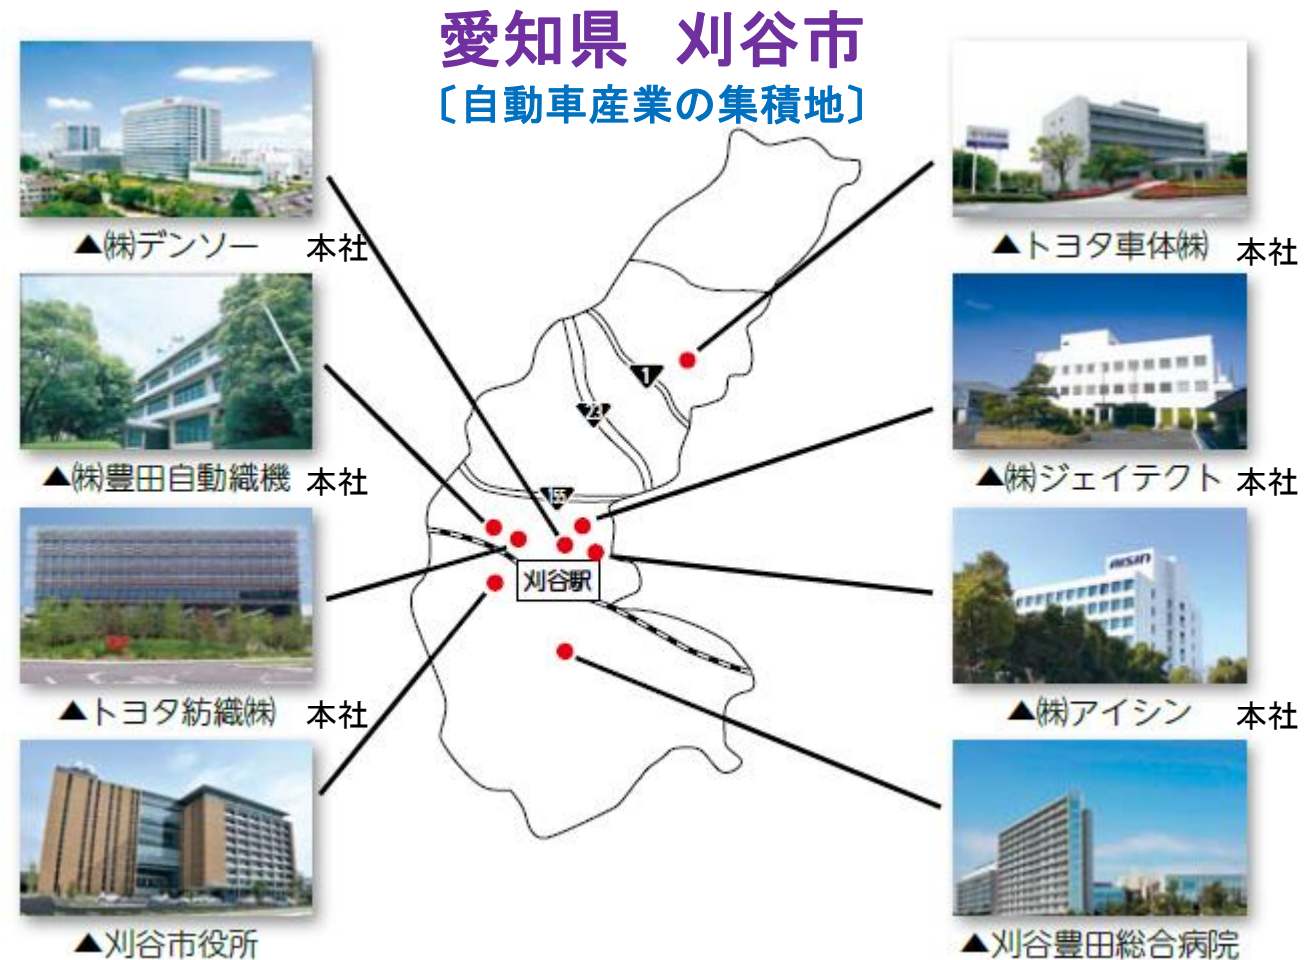 愛知県　刈谷市
〔自動車産業の集積地〕
▲㈱デンソー　本社
▲㈱豊田自動織機　本社
▲トヨタ紡織㈱　本社
▲刈谷市役所
1
23
155
刈谷駅
▲トヨタ車体㈱　本社
▲㈱ジェイテクト　本社
AISIN
▲㈱アイシン　本社
▲刈谷豊田総合病院